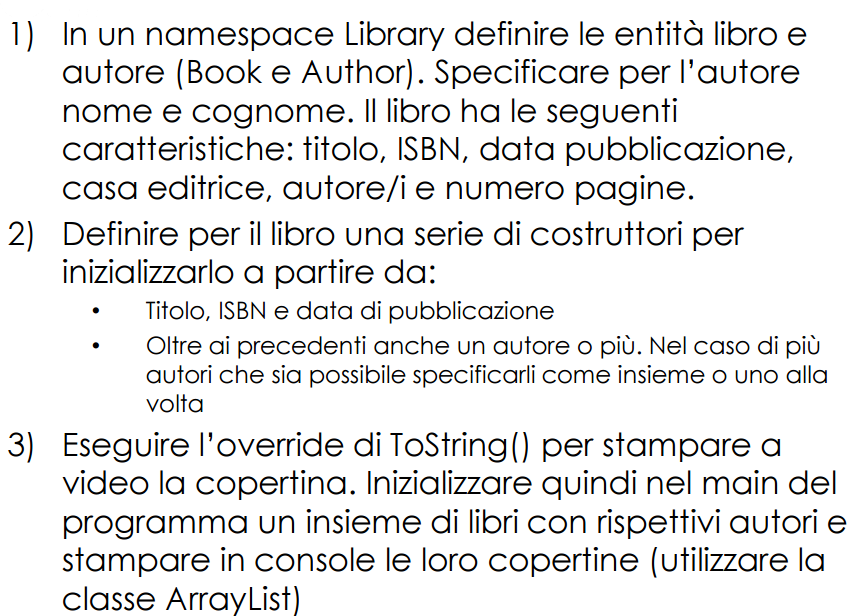 1) In un namespace Library definire le entità libro e
autore (Book e Author). Specificare per l'autore
nome e cognome. Il libro ha le seguenti
caratteristiche: titolo, ISBN, data pubblicazione,
casa editrice, autore/i e numero pagine.
2) Definire per il libro una serie di costruttori per
inizializzarlo a partire da:
• Titolo, ISBN e data di pubblicazione
• Oltre ai precedenti anche un autore o più. Nel caso di più
autori che sia possibile specificarli come insieme o uno alla
volta
3) Eseguire l'override di ToString() per stampare a
video la copertina. Inizializzare quindi nel main del
programma un insieme di libri con rispettivi autori e
stampare in console le loro copertine (utilizzare la
classe ArrayList)